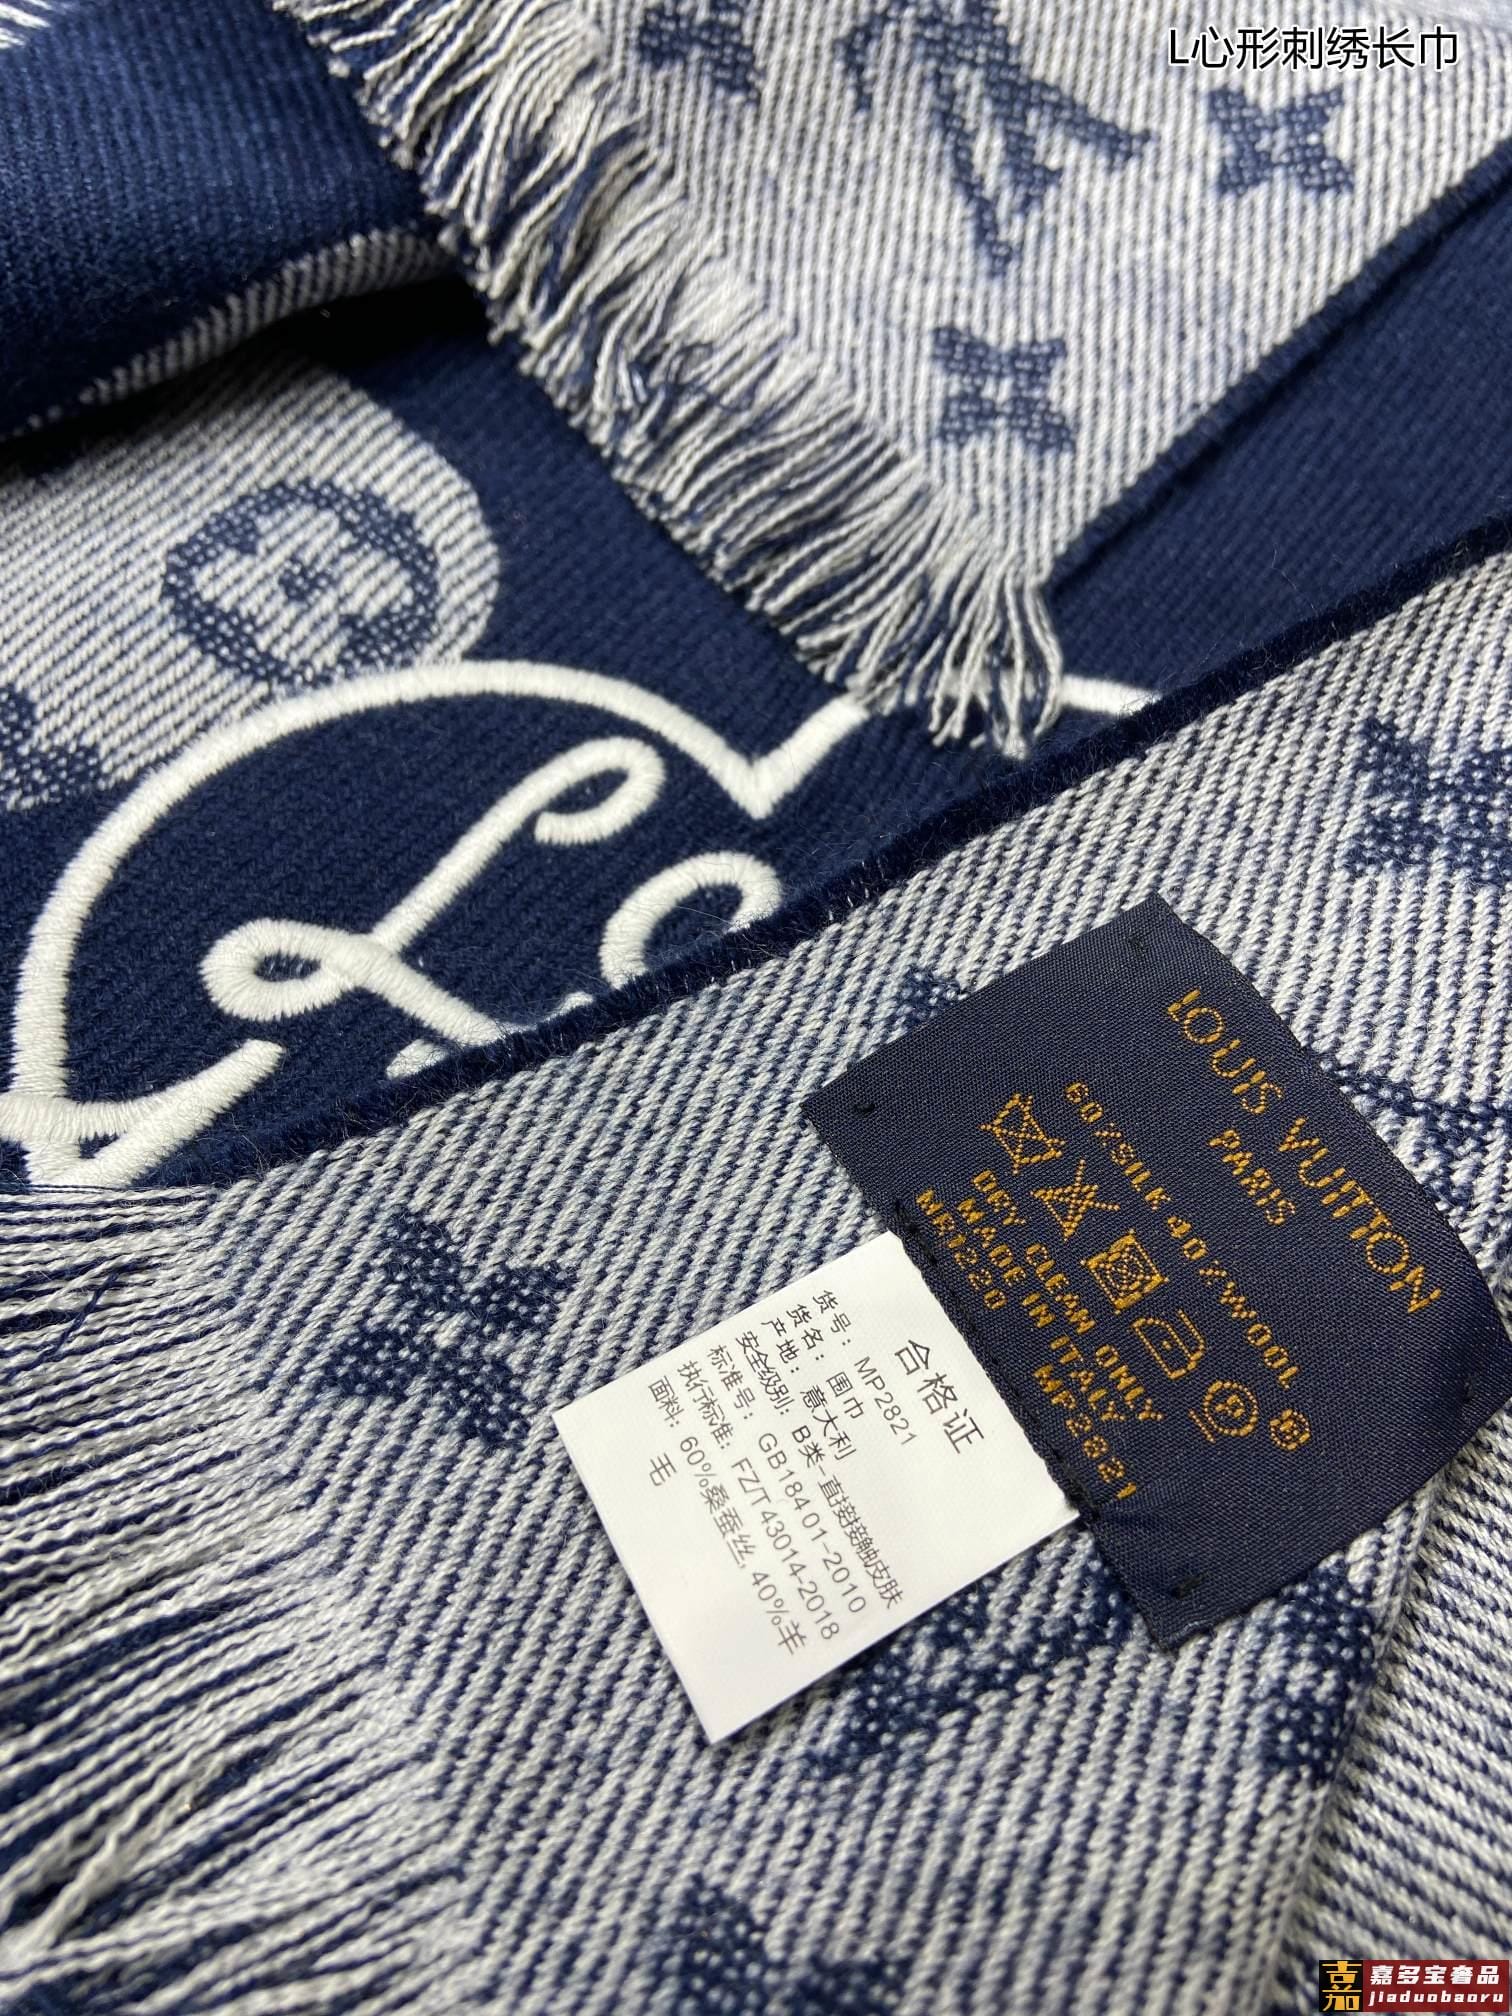 L心形刺绣长巾
LOUIS VUITTON
PARIS
60%SILK 40%WOOL
DRY CLEAN ONLY
MADE IN ITALY
MR1220 MP2821
合格证
货号：MP2821
货名：围巾
产地：意大利
安全级别：B类-直接接触皮肤
标准号：GB18401-2010
执行标准：FZ/T43014-2018
面料：60%桑蚕丝,40%羊
毛
嘉多宝奢品
jiaduobaoru